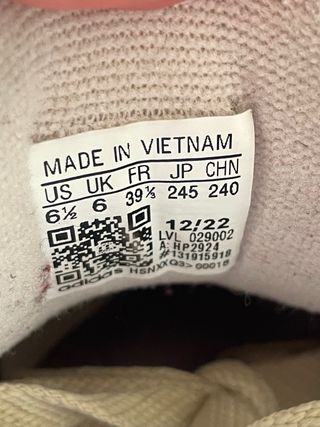 MADE IN VIETNAM
US UK FR JP CHN
6½ 6 39⅓ 245 240
12/22
LVL 029002
A: HP2924
#131915918
adidas HSNXKQ3> 00018